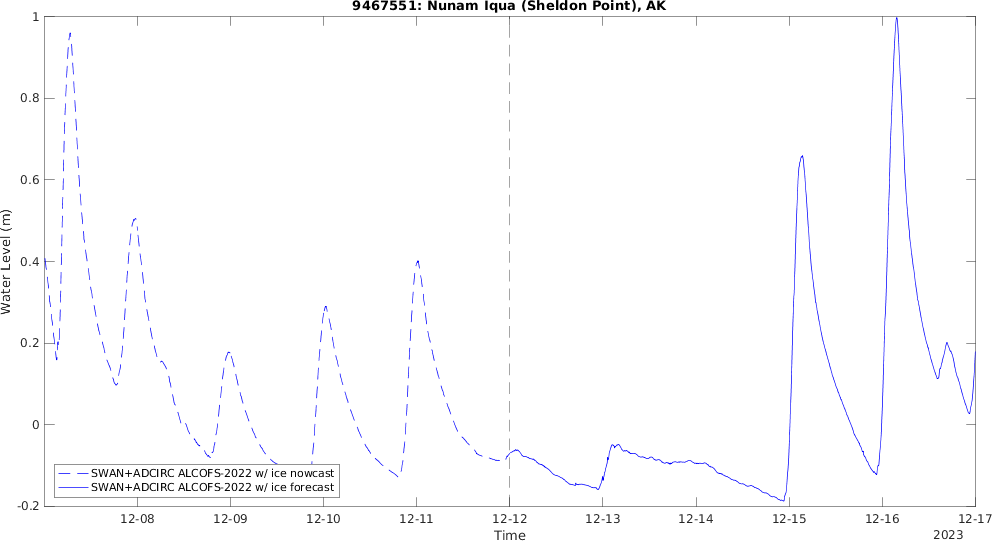 9467551: Nunam Iqua (Sheldon Point), AK
Water Level (m)
1
0.8
0.6
0.4
0.2
0
-0.2
SWAN+ADCIRC ALCOFS-2022 w/ ice nowcast
SWAN+ADCIRC ALCOFS-2022 w/ ice forecast
12-08 12-09 12-10 12-11 12-12 12-13 12-14 12-15 12-16 12-17
Time
2023